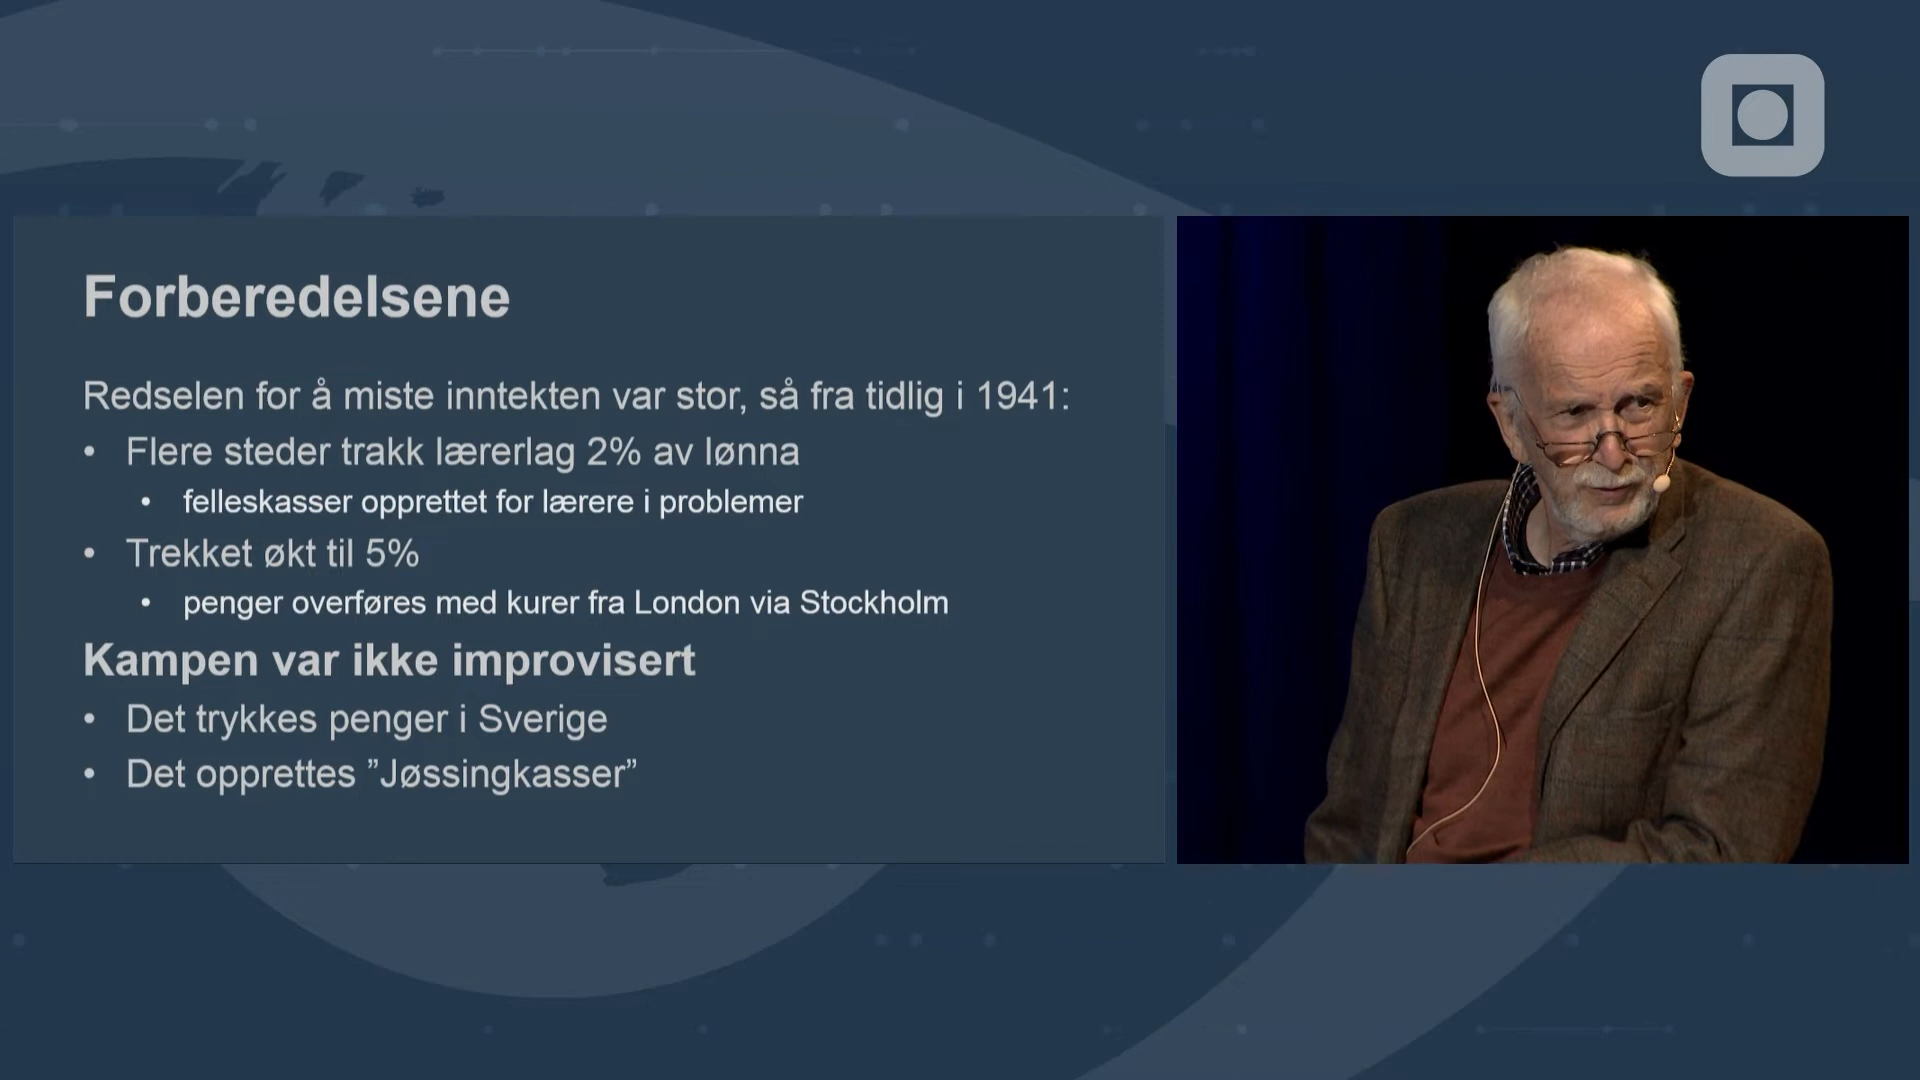 Forberedelsene
Redselen for å miste inntekten var stor, så fra tidlig i 1941:
• Flere steder trakk lærerlag 2% av lønna
• felleskasser opprettet for lærere i problemer
• Trekket økt til 5%
• penger overføres med kurer fra London via Stockholm
Kampen var ikke improvisert
• Det trykkes penger i Sverige
• Det opprettes ”Jøssingkasser”